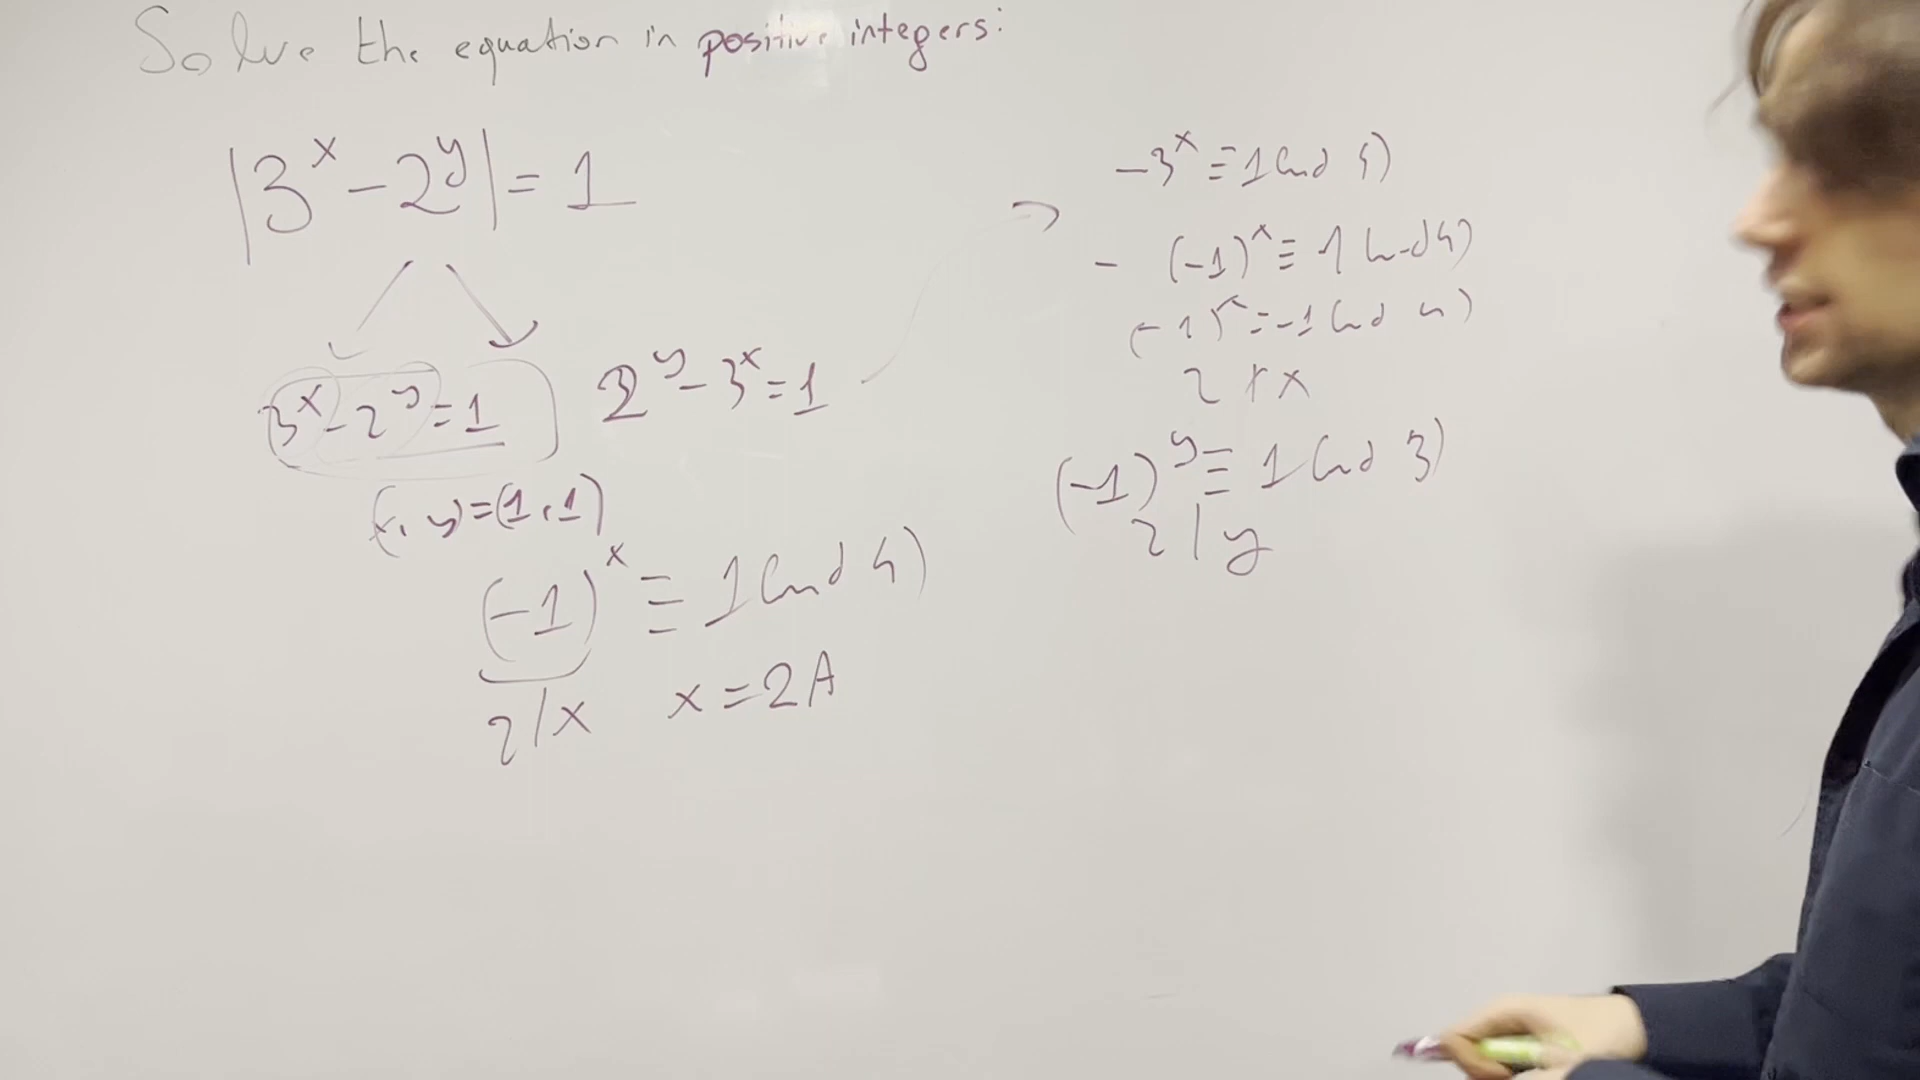 Solve the equation in positive integers:
|3^x - 2^y| = 1
3^x - 2^y = 1
2^y - 3^x = 1
(x, y) = (1, 1)
(-1)^x ≡ 1 (mod 4)
2 | x x = 2A
-3^x ≡ 1 (mod 4)
- (-1)^x ≡ 1 (mod 4)
(-1)^x = -1 (mod 4)
2 ∤ x
(-1)^y ≡ 1 (mod 3)
2 | y